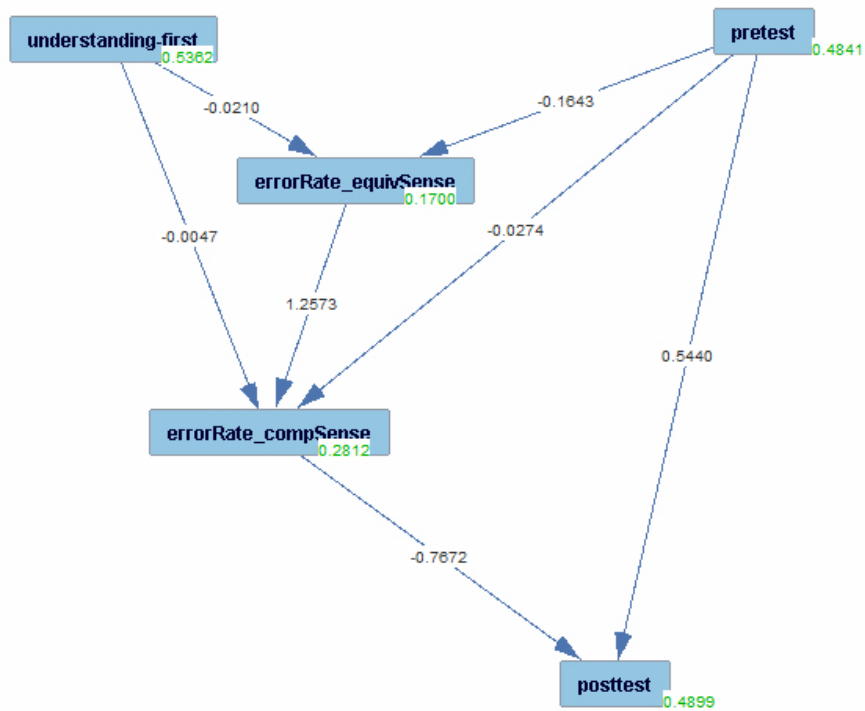 understanding-first
0.5362
pretest
0.4841
-0.0210
-0.1643
errorRate_equivSense
0.1700
-0.0047
-0.0274
1.2573
0.5440
errorRate_compSense
0.2812
-0.7672
posttest
0.4899